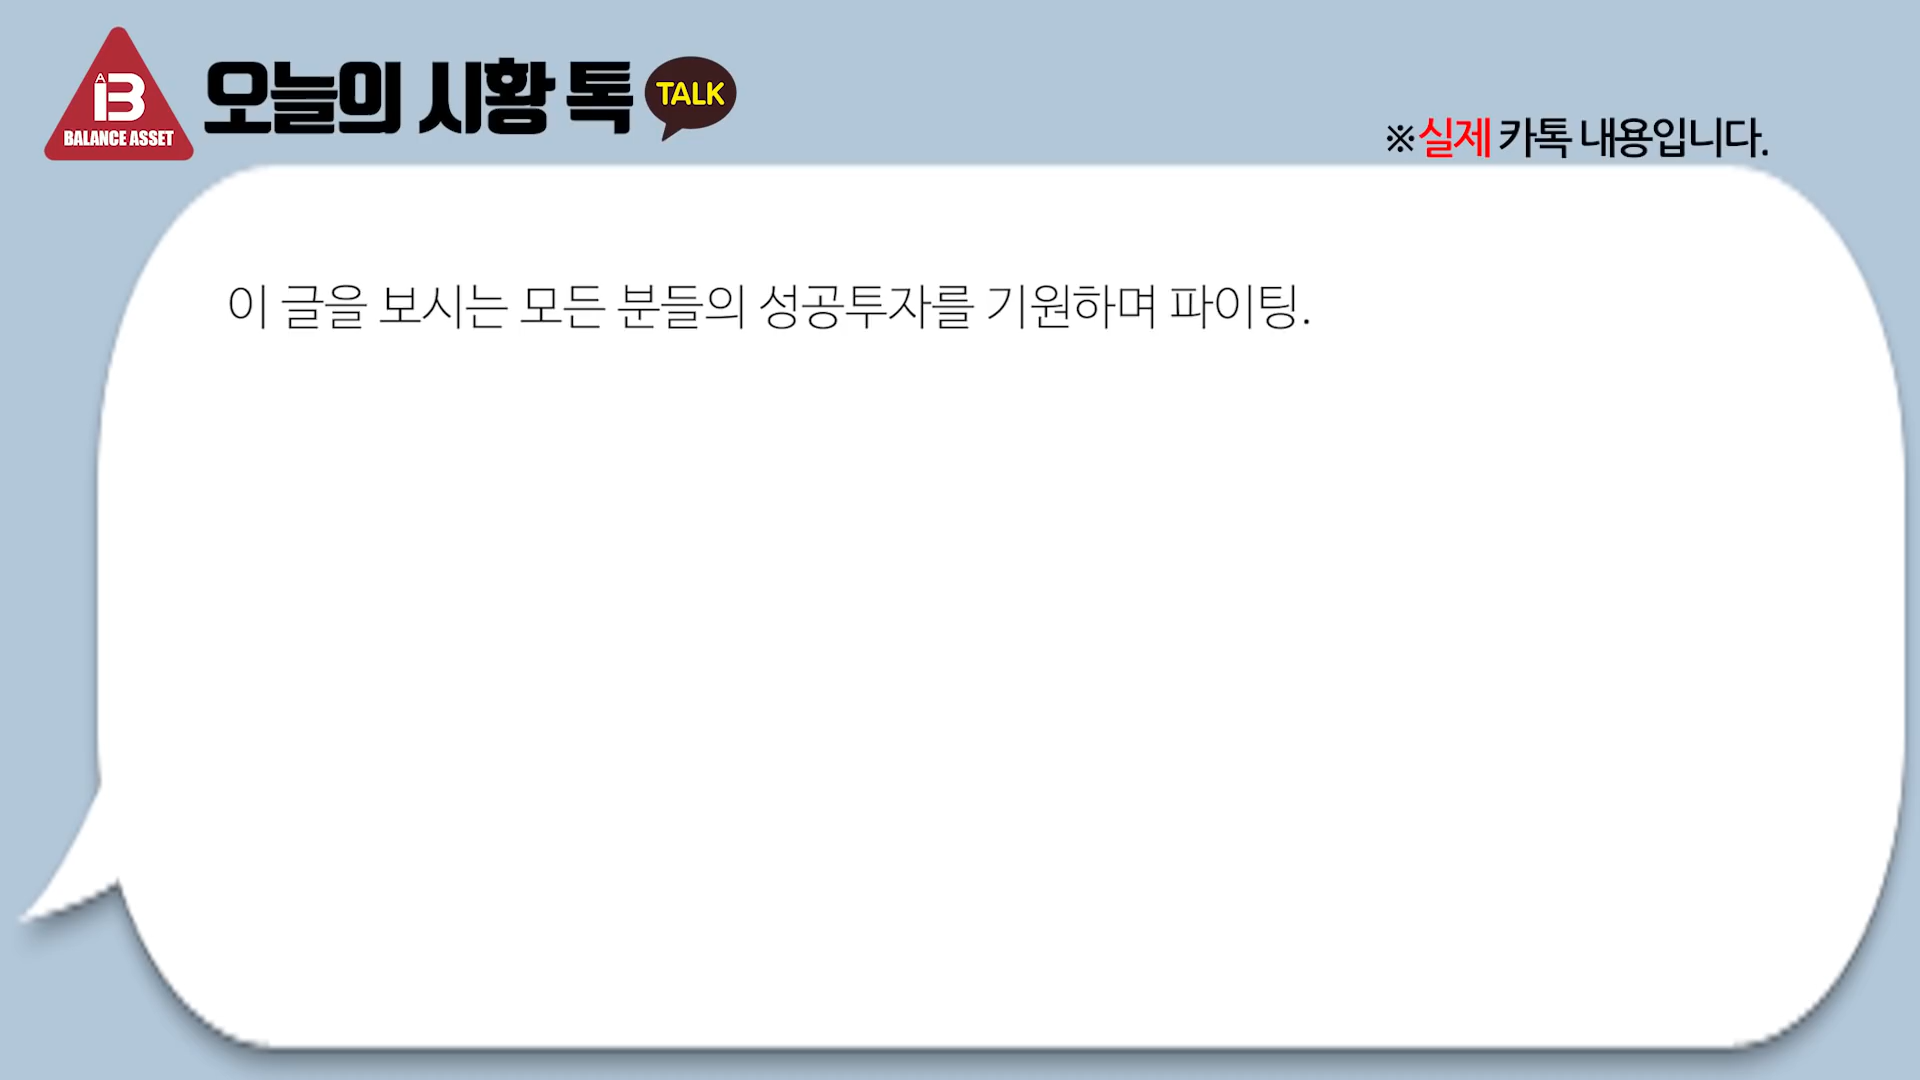 AB
BALANCE ASSET
오늘의 시황 톡 TALK
※실제 카톡 내용입니다.
이 글을 보시는 모든 분들의 성공투자를 기원하며 파이팅.